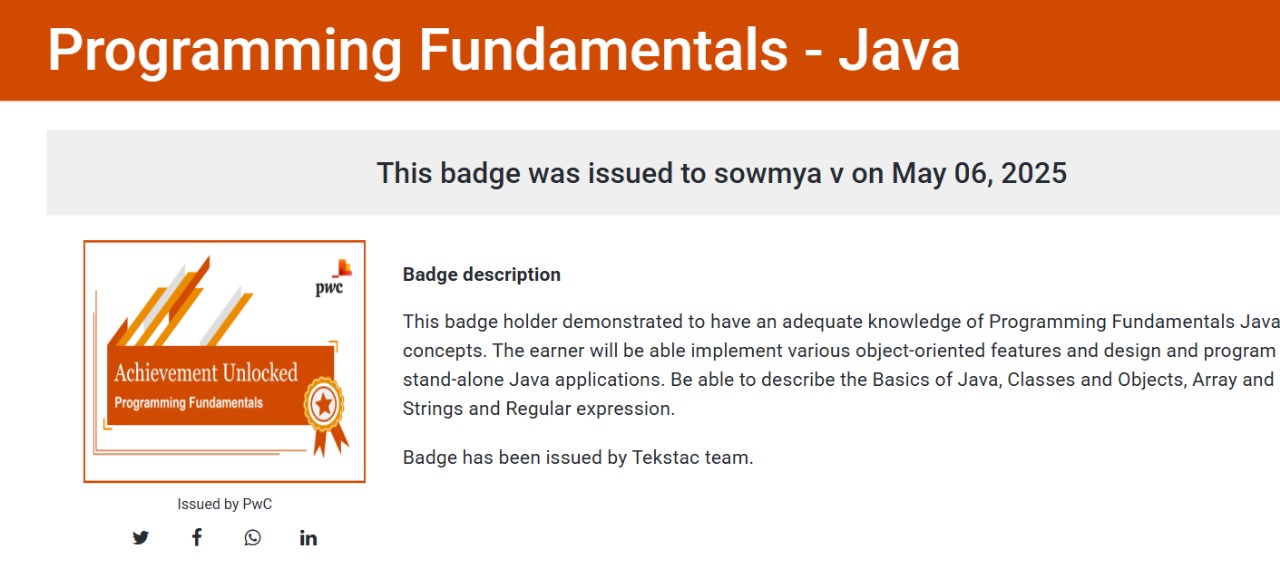 Programming Fundamentals - Java
This badge was issued to sowmya v on May 06, 2025
pwc
Achievement Unlocked
Programming Fundamentals
Issued by PwC
Badge description
This badge holder demonstrated to have an adequate knowledge of Programming Fundamentals Java
concepts. The earner will be able implement various object-oriented features and design and program
stand-alone Java applications. Be able to describe the Basics of Java, Classes and Objects, Array and
Strings and Regular expression.
Badge has been issued by Tekstac team.